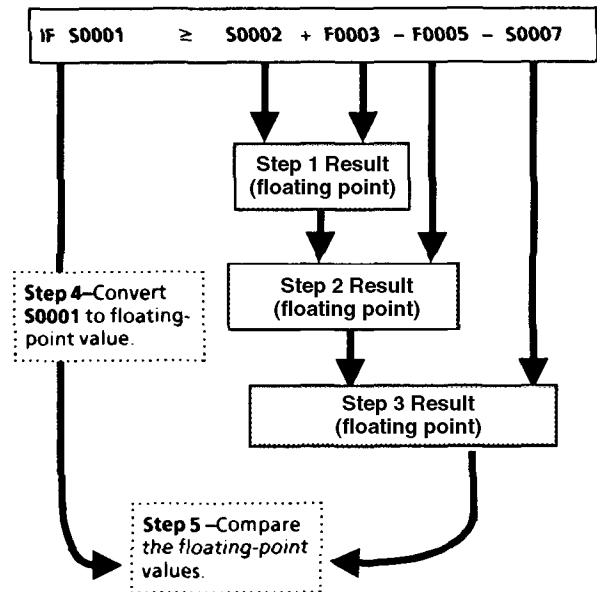 IF S0001 ≥ S0002 + F0003 – F0005 – S0007
Step 1 Result
(floating point)
Step 2 Result
(floating point)
Step 4–Convert
S0001 to floating-
point value.
Step 3 Result
(floating point)
Step 5 –Compare
the floating-point
values.